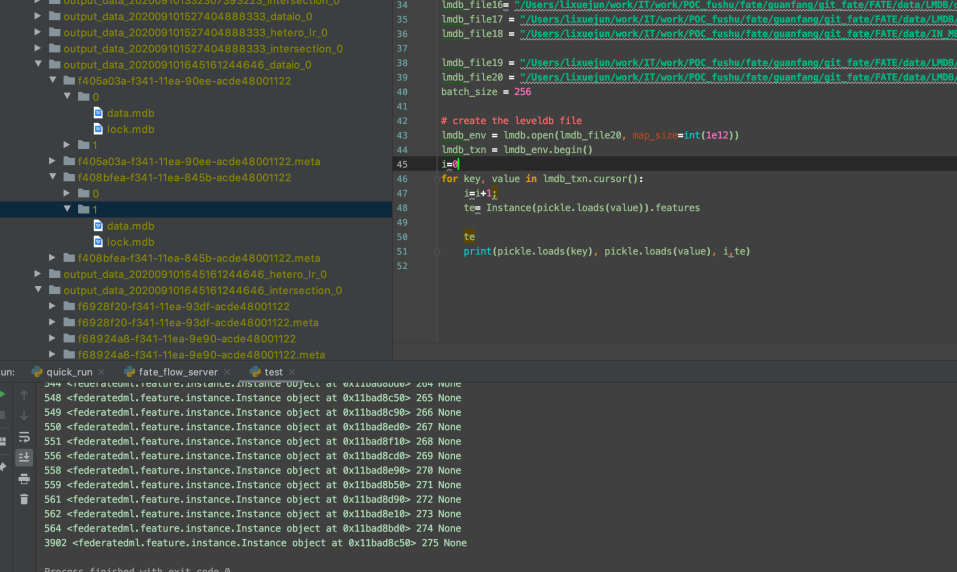 output_data_202009101527404888333_dataio_0
output_data_202009101527404888333_hetero_lr_0
output_data_202009101527404888333_intersection_0
output_data_202009101645161244646_dataio_0
f405a03a-f341-11ea-90ee-acde48001122
0
data.mdb
lock.mdb
1
f405a03a-f341-11ea-90ee-acde48001122.meta
f408bfea-f341-11ea-845b-acde48001122
0
1
data.mdb
lock.mdb
f408bfea-f341-11ea-845b-acde48001122.meta
output_data_202009101645161244646_hetero_lr_0
output_data_202009101645161244646_intersection_0
f6928f20-f341-11ea-93df-acde48001122
f6928f20-f341-11ea-93df-acde48001122.meta
f68924a8-f341-11ea-9e90-acde48001122
f68924a8-f341-11ea-9e90-acde48001122.meta
34 lmdb_file16= "/Users/lixuejun/work/IT/work/POC_fushu/fate/guanfang/git_fate/FATE/data/LMDB/
35 lmdb_file17 = "/Users/lixuejun/work/IT/work/POC_fushu/fate/guanfang/git_fate/FATE/data/LMDB
36 lmdb_file18 = "/Users/lixuejun/work/IT/work/POC_fushu/fate/guanfang/git_fate/FATE/data/IN_ME
37
38 lmdb_file19 = "/Users/lixuejun/work/IT/work/POC_fushu/fate/guanfang/git_fate/FATE/data/LMDB/
39 lmdb_file20 = "/Users/lixuejun/work/IT/work/POC_fushu/fate/guanfang/git_fate/FATE/data/LMDB/
40 batch_size = 256
41
42 # create the leveldb file
43 lmdb_env = lmdb.open(lmdb_file20, map_size=int(1e12))
44 lmdb_txn = lmdb_env.begin()
45 i=0
46 for key, value in lmdb_txn.cursor():
47 i=i+1;
48 te= Instance(pickle.loads(value)).features
49
50 te
51 print(pickle.loads(key), pickle.loads(value), i,te)
52
un: quick_run × fate_flow_server × test ×
544 <federatedml.feature.instance.Instance object at 0x11bad8bd0> 264 None
548 <federatedml.feature.instance.Instance object at 0x11bad8c50> 265 None
549 <federatedml.feature.instance.Instance object at 0x11bad8c90> 266 None
550 <federatedml.feature.instance.Instance object at 0x11bad8ed0> 267 None
551 <federatedml.feature.instance.Instance object at 0x11bad8f10> 268 None
556 <federatedml.feature.instance.Instance object at 0x11bad8cd0> 269 None
558 <federatedml.feature.instance.Instance object at 0x11bad8e90> 270 None
559 <federatedml.feature.instance.Instance object at 0x11bad8b50> 271 None
561 <federatedml.feature.instance.Instance object at 0x11bad8d90> 272 None
562 <federatedml.feature.instance.Instance object at 0x11bad8e10> 273 None
564 <federatedml.feature.instance.Instance object at 0x11bad8bd0> 274 None
3902 <federatedml.feature.instance.Instance object at 0x11bad8c50> 275 None
Process finished with exit code 0